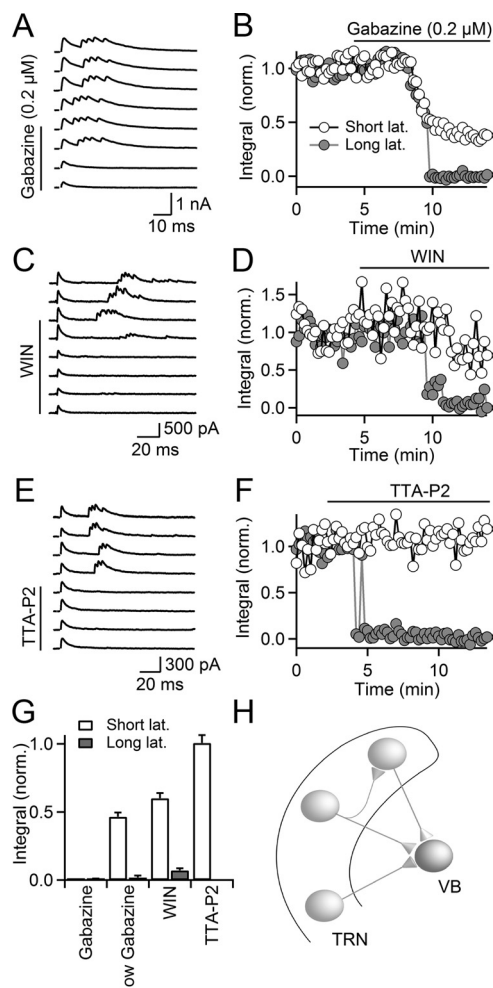 A
Gabazine (0.2 µM)
1 nA
10 ms
B
Gabazine (0.2 µM)
Integral (norm.)
1.0
0.5
0.0
Short lat.
Long lat.
0
5
10
Time (min)
C
WIN
500 pA
20 ms
D
WIN
Integral (norm.)
1.5
1.0
0.5
0.0
0
5
10
Time (min)
E
TTA-P2
300 pA
20 ms
F
TTA-P2
Integral (norm.)
1.0
0.5
0.0
0
5
10
Time (min)
G
Short lat.
Long lat.
Integral (norm.)
1.0
0.5
0.0
Gabazine
ow Gabazine
WIN
TTA-P2
H
VB
TRN